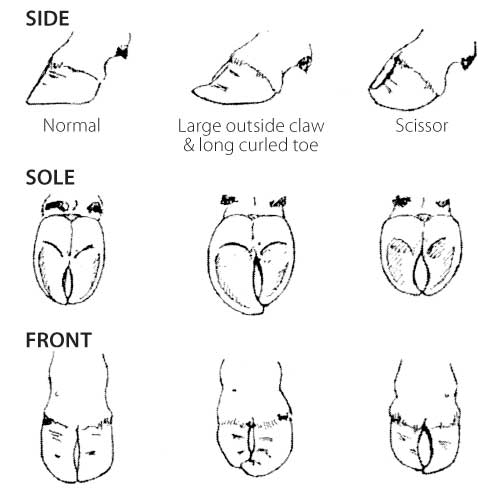 SIDE
Normal
Large outside claw
& long curled toe
Scissor
SOLE
FRONT